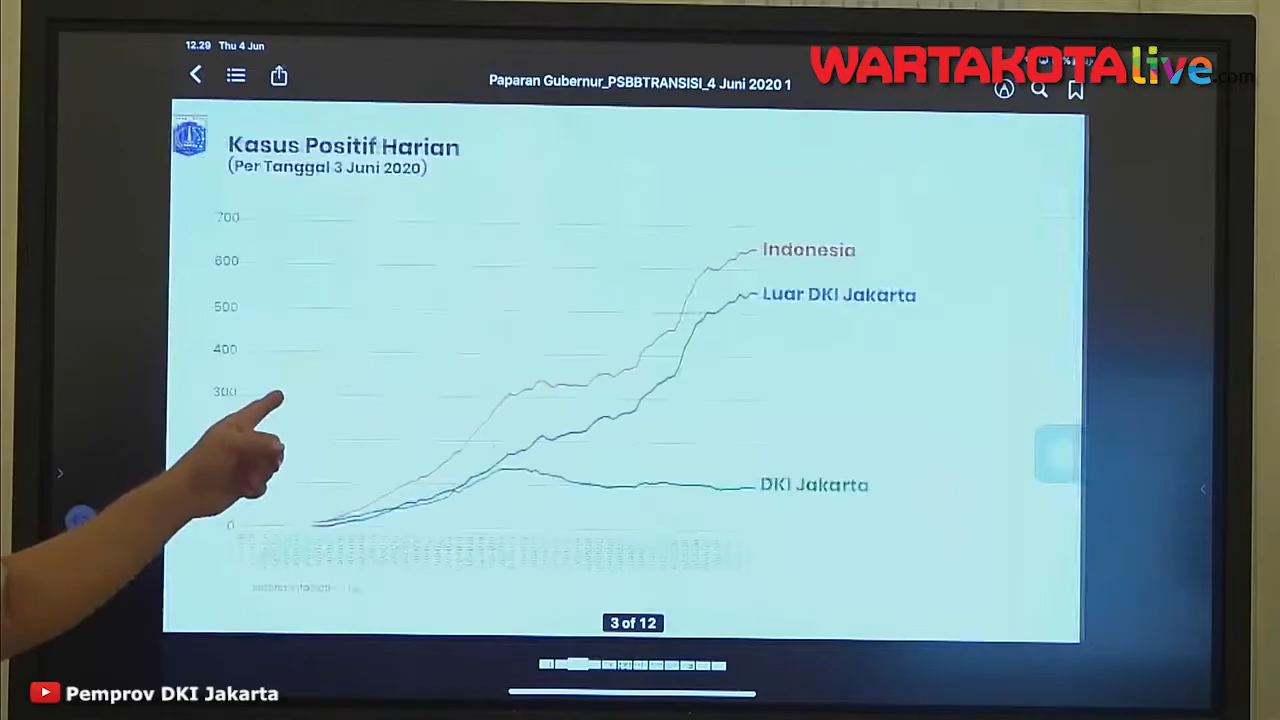 12.29 Thu 4 Jun
WARTAKOTAlive.com
Paparan Gubernur_PSBBTRANSISI_4 Juni 2020 1
Kasus Positif Harian
(Per Tanggal 3 Juni 2020)
700
600
500
400
300
0
Indonesia
Luar DKI Jakarta
DKI Jakarta
3 of 12
Pemprov DKI Jakarta